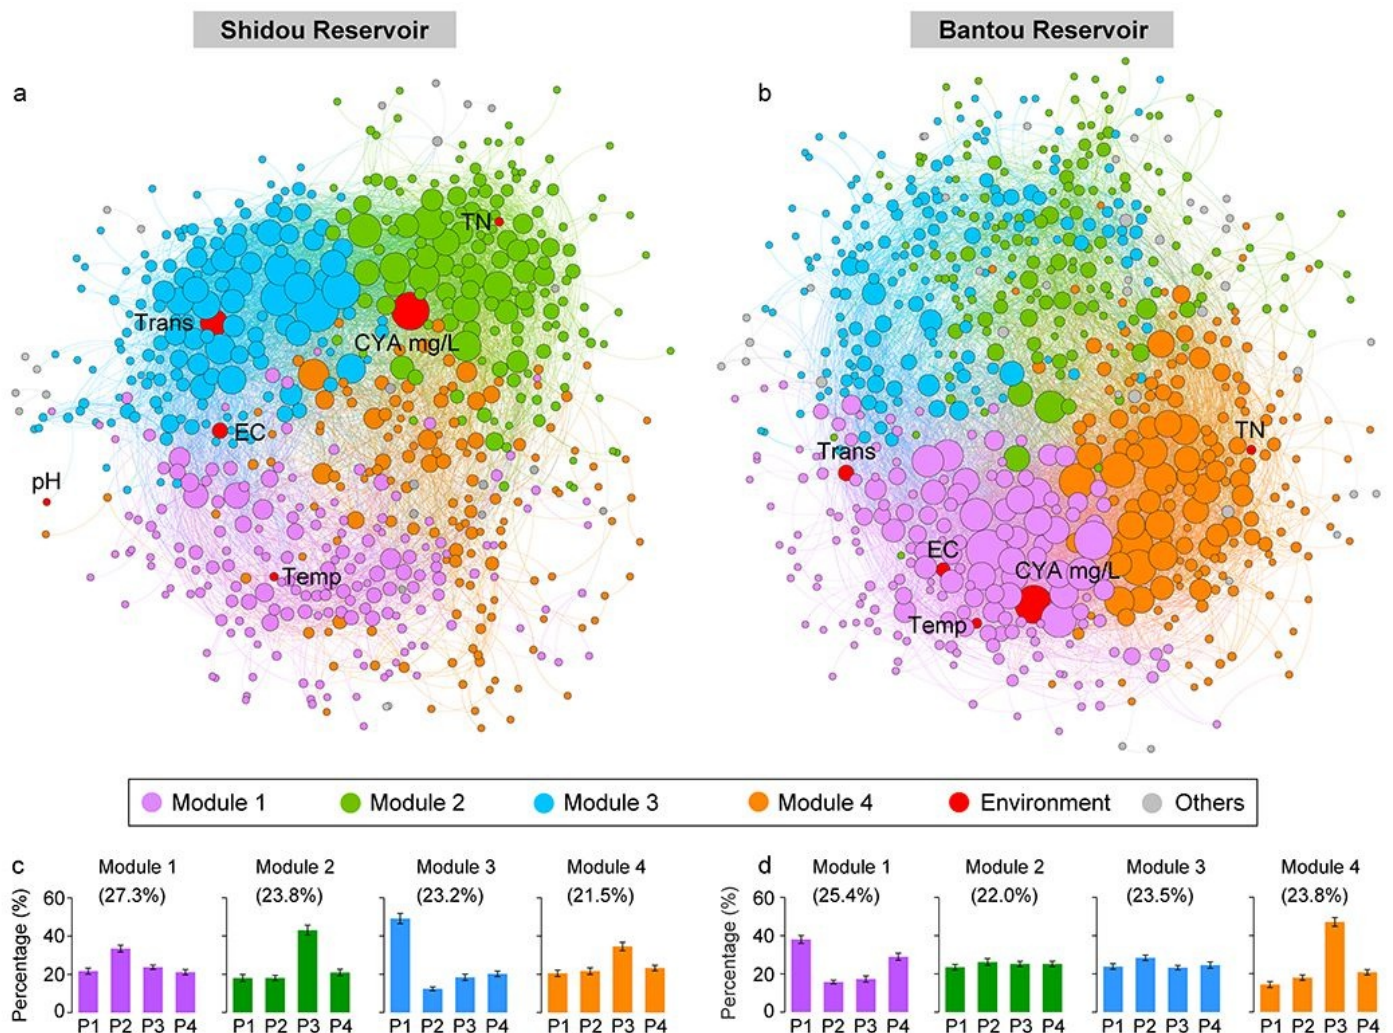 Shidou Reservoir
Bantou Reservoir
a
b
TN
Trans
CYA mg/L
EC
pH
Temp
TN
Trans
EC
CYA mg/L
Temp
Module 1 Module 2 Module 3 Module 4 Environment Others
c
Module 1 Module 2 Module 3 Module 4
(27.3%) (23.8%) (23.2%) (21.5%)
Percentage (%)
60
40
20
0
P1 P2 P3 P4 P1 P2 P3 P4 P1 P2 P3 P4 P1 P2 P3 P4
d
Module 1 Module 2 Module 3 Module 4
(25.4%) (22.0%) (23.5%) (23.8%)
Percentage (%)
60
40
20
0
P1 P2 P3 P4 P1 P2 P3 P4 P1 P2 P3 P4 P1 P2 P3 P4